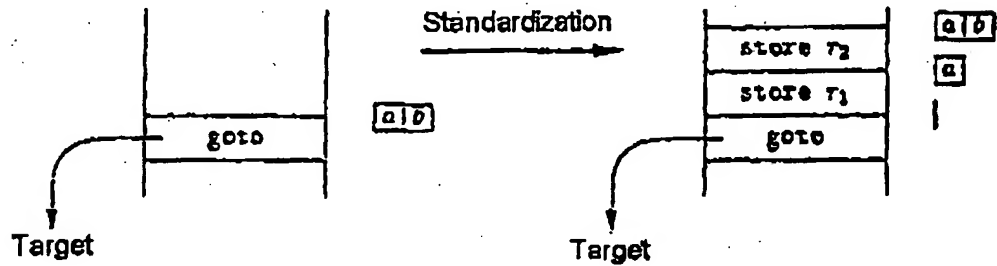 Standardization
a|b
store r2
a
store r1
a|b
goto
goto
Target
Target